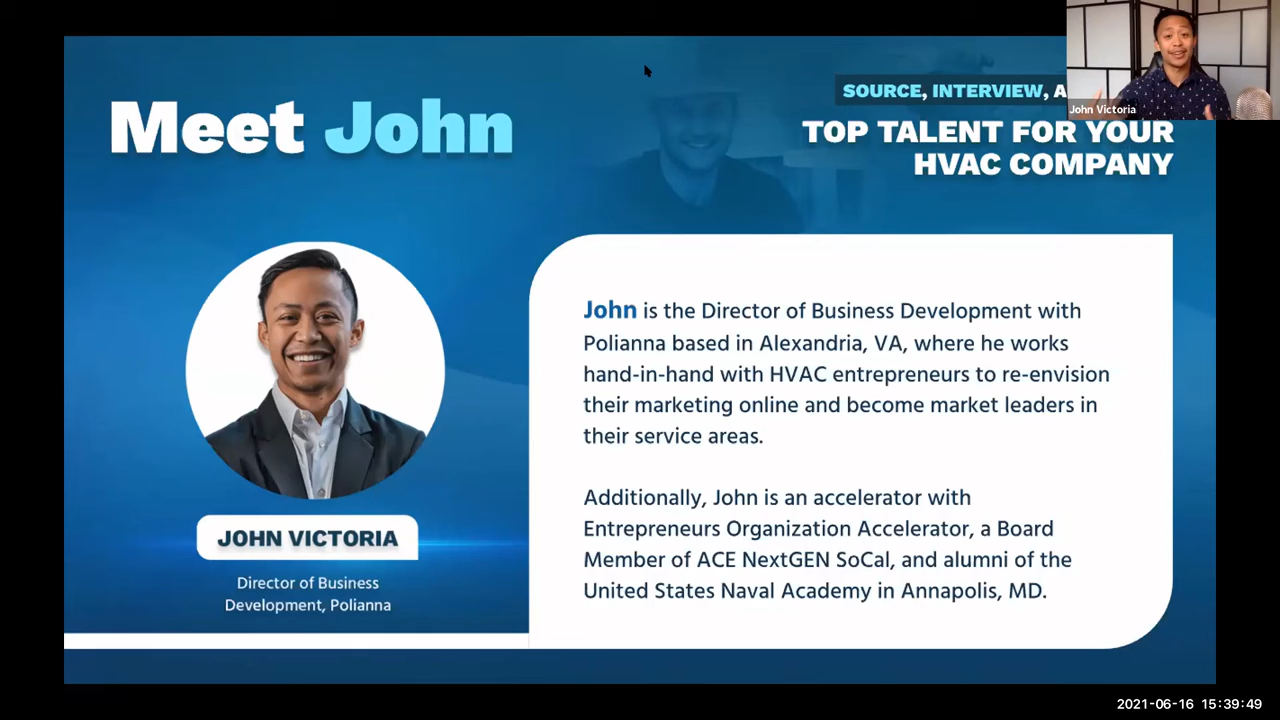 Meet John
SOURCE, INTERVIEW,
TOP TALENT FOR YOUR
HVAC COMPANY
John Victoria
John is the Director of Business Development with
Polianna based in Alexandria, VA, where he works
hand-in-hand with HVAC entrepreneurs to re-envision
their marketing online and become market leaders in
their service areas.
Additionally, John is an accelerator with
Entrepreneurs Organization Accelerator, a Board
Member of ACE NextGEN SoCal, and alumni of the
United States Naval Academy in Annapolis, MD.
JOHN VICTORIA
Director of Business
Development, Polianna
2021-06-16 15:39:49